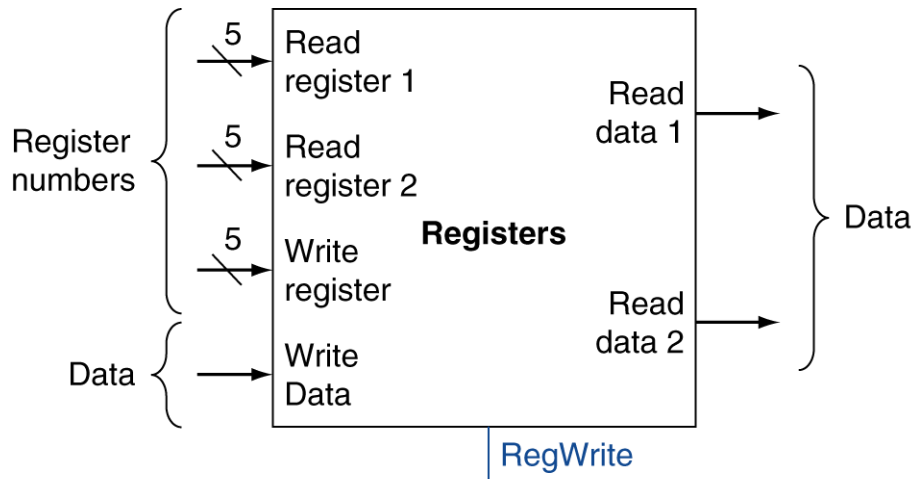 Register
numbers
Data
5
Read
register 1
5
Read
register 2
5
Write
register
Write
Data
Registers
Read
data 1
Read
data 2
Data
RegWrite